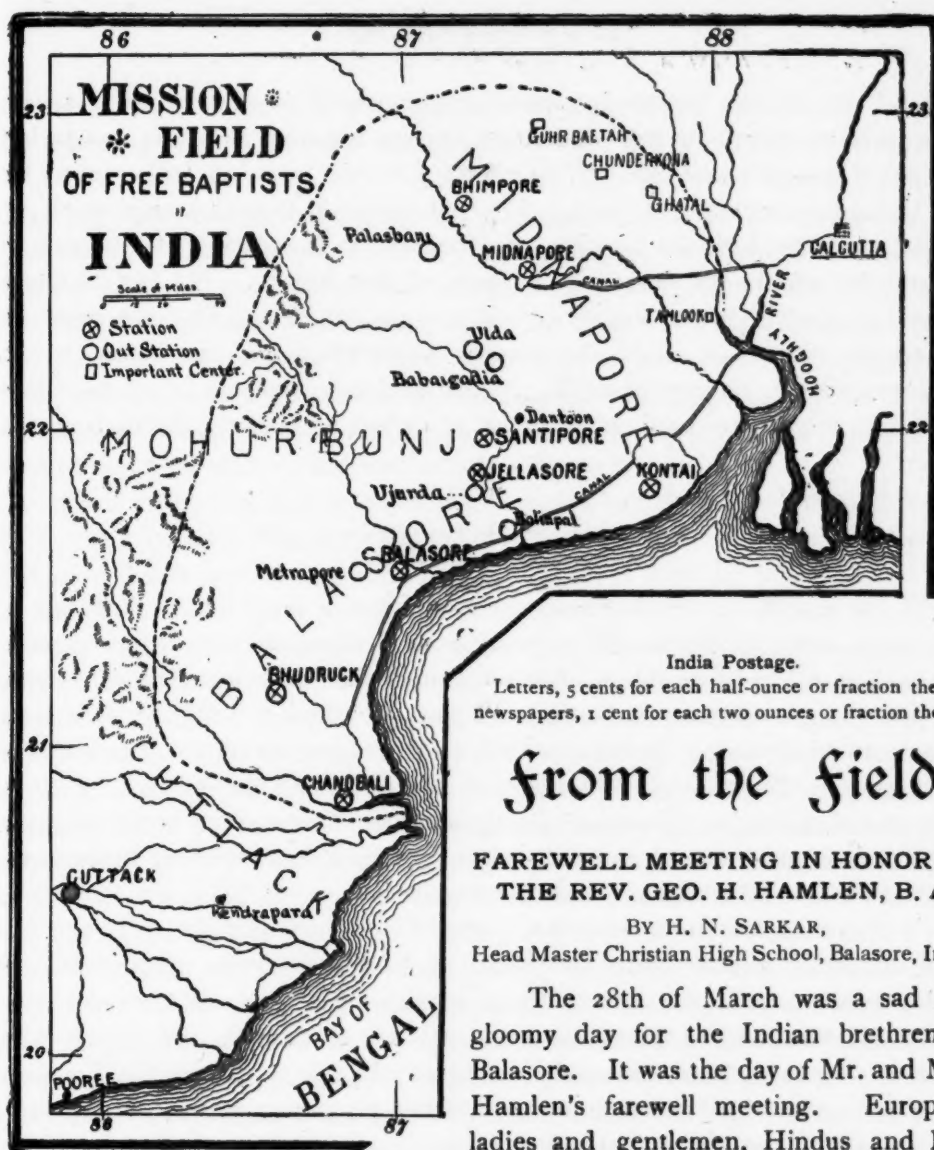 86 87 88
23 23
MISSION
FIELD
OF FREE BAPTISTS
INDIA
Scale of Miles
⊗ Station
○ Out Station
□ Important Center.
GUHR BAETAH
CHUNDERKONA
GHATAL
BHIMPORE
Palasbani
MIDNAPORE
MIDNAPORE
CALCUTTA
CANAL
TAMLOOK
RIVER
HOOGHLY
Ulda
Babaigadia
Dantoon
22 22
MOHURBUNJ
SANTIPORE
JELLASORE
KONTAI
Ujurda
CANAL
Balinpal
BALASORE
BALASORE
Metrapore
BHUDRUCK
21
CHANDBALI
CUTTACK
CUTTACK
Kendrapara
BAY OF
BENGAL
20
POOREE
86 87
India Postage.
Letters, 5 cents for each half-ounce or fraction the
newspapers, 1 cent for each two ounces or fraction the
From the Field
FAREWELL MEETING IN HONOR
THE REV. GEO. H. HAMLEN, B. A
BY H. N. SARKAR,
Head Master Christian High School, Balasore, In
The 28th of March was a sad
gloomy day for the Indian brethren
Balasore. It was the day of Mr. and M
Hamlen's farewell meeting. Europ
ladies and gentlemen, Hindus and